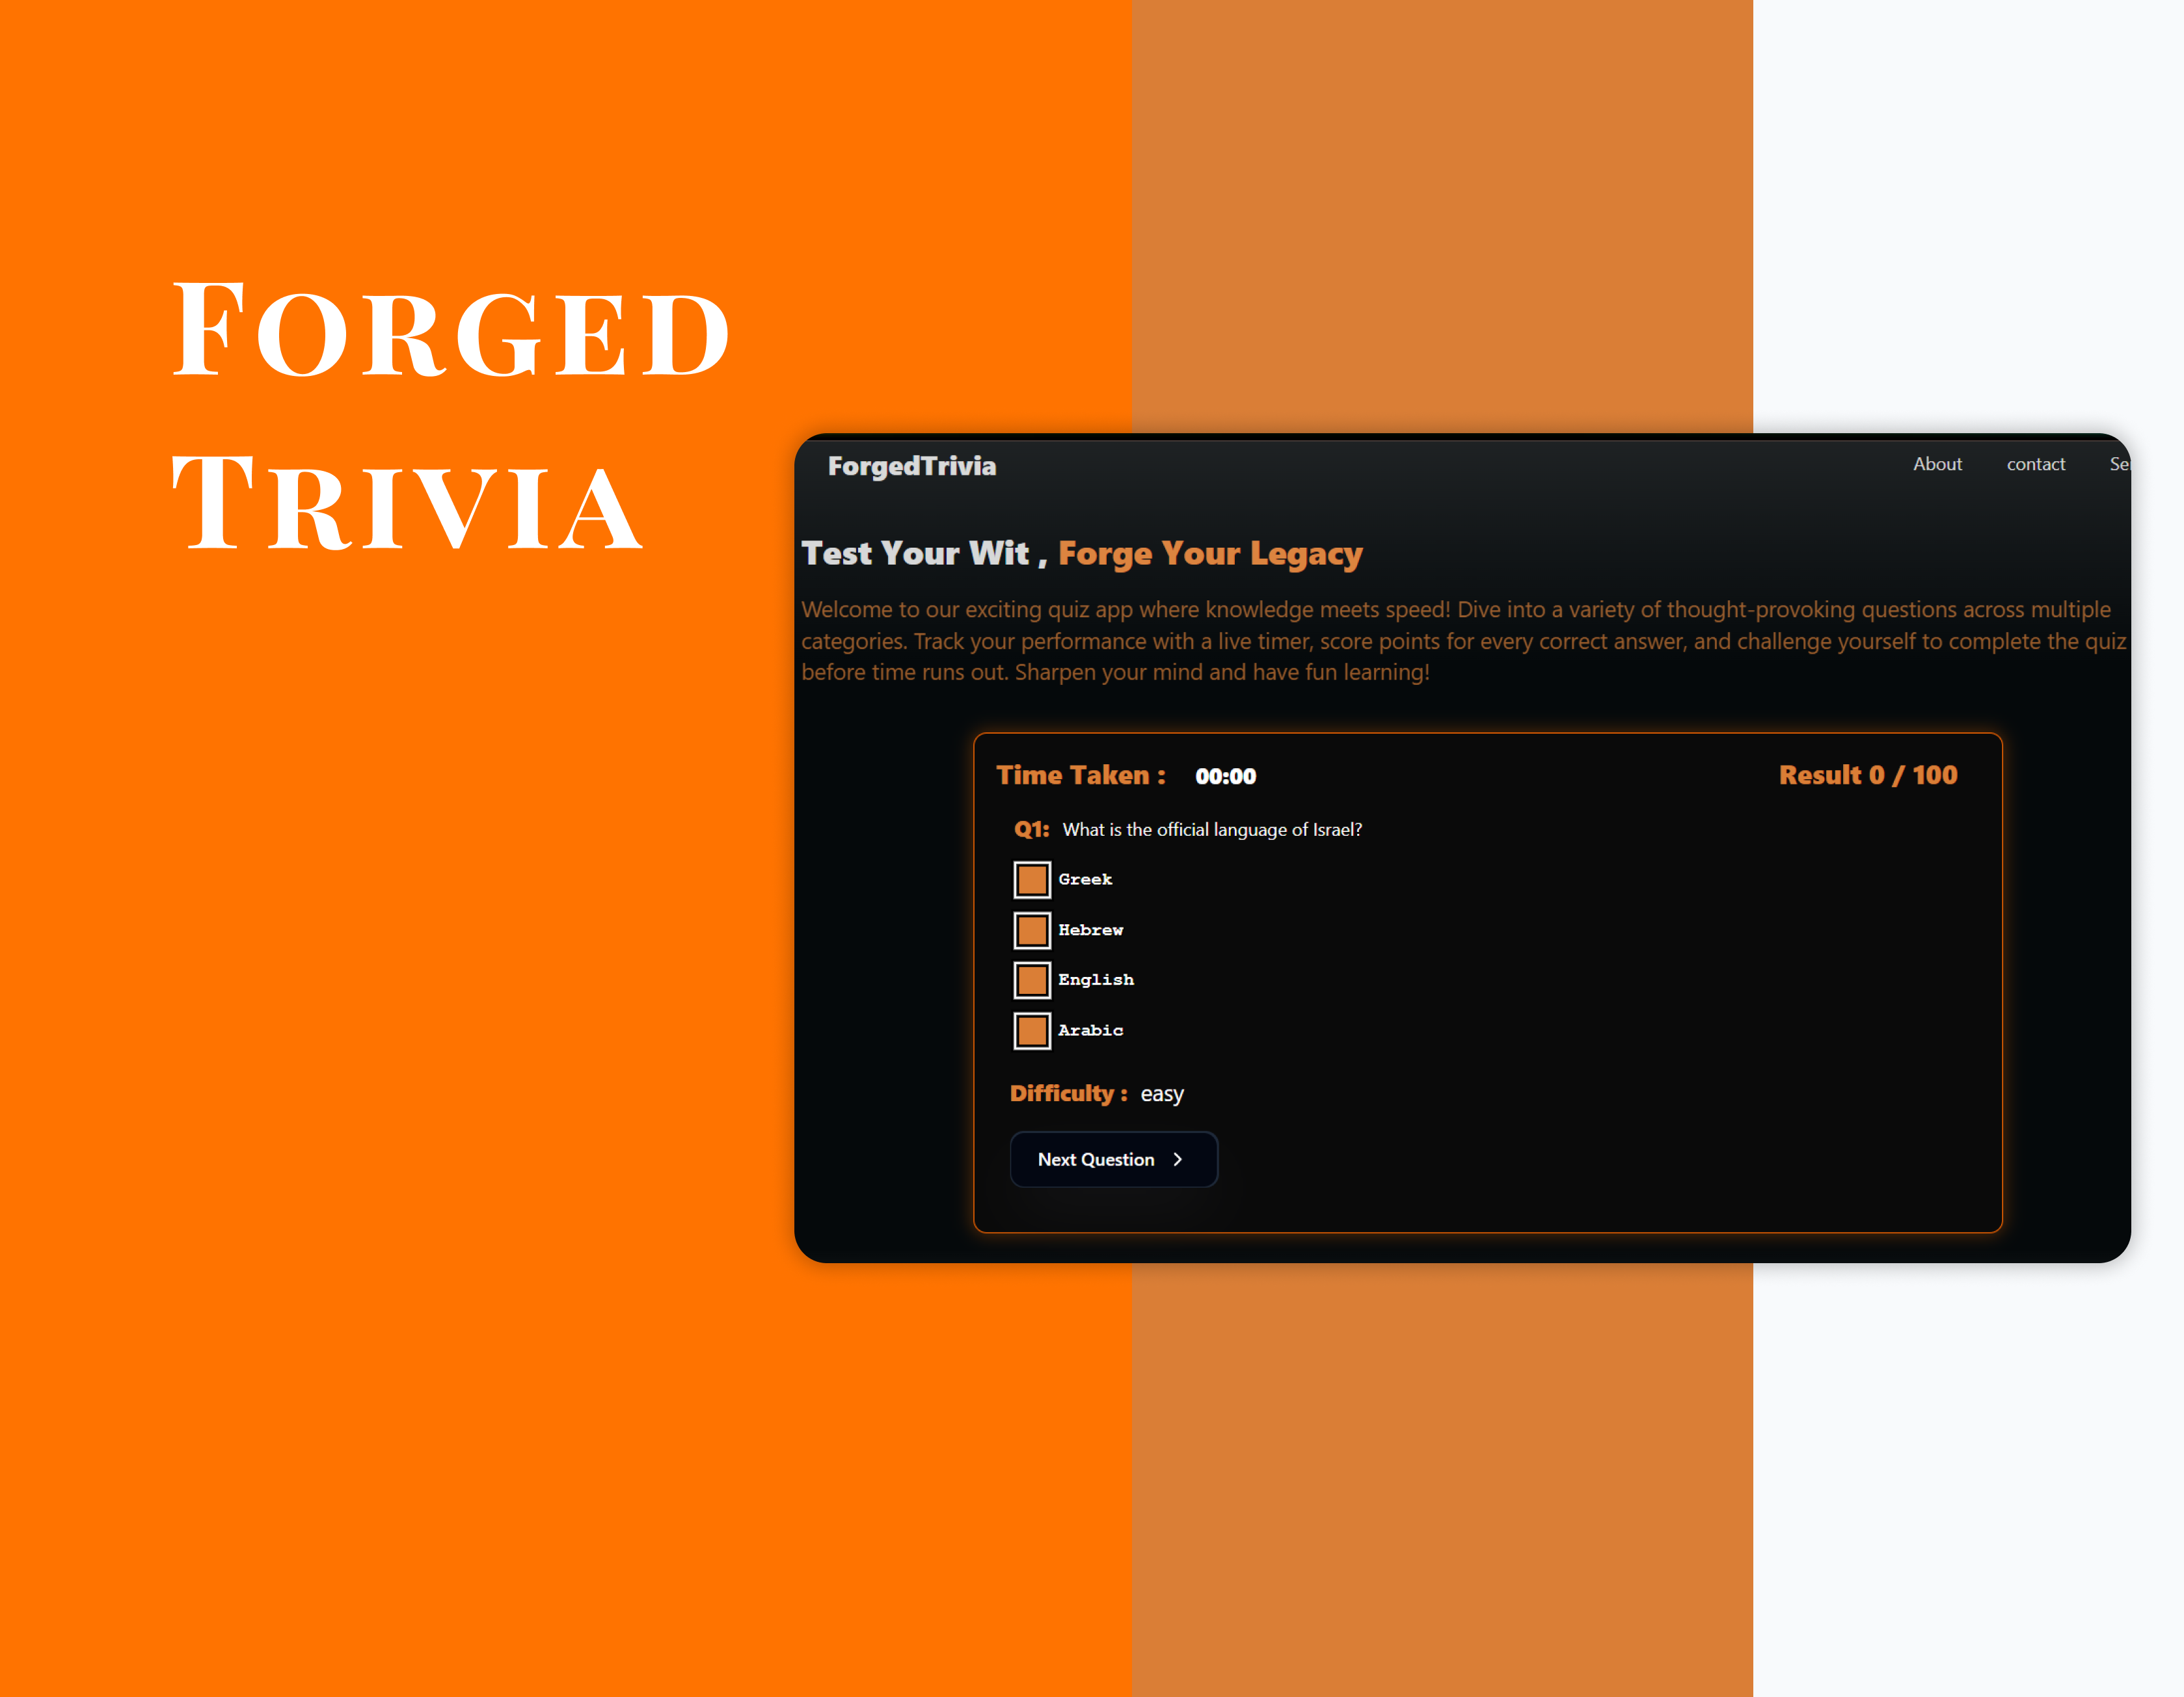 FORGED
TRIVIA
ForgedTrivia
About contact
Test Your Wit , Forge Your Legacy
Welcome to our exciting quiz app where knowledge meets speed! Dive into a variety of thought-provoking questions across multiple
categories. Track your performance with a live timer, score points for every correct answer, and challenge yourself to complete the quiz
before time runs out. Sharpen your mind and have fun learning!
Time Taken : 00:00 Result 0 / 100
Q1: What is the official language of Israel?
Greek
Hebrew
English
Arabic
Difficulty : easy
Next Question